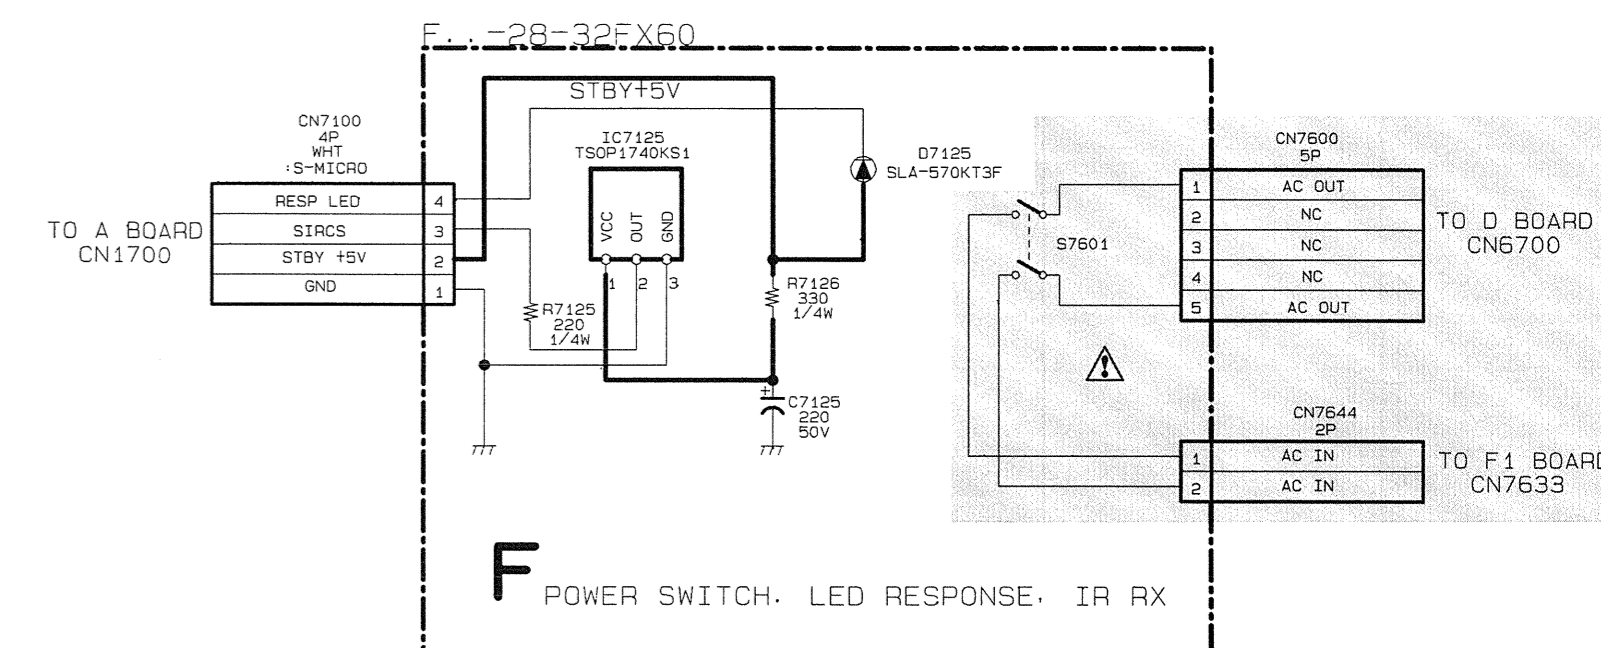 F..-28-32FX60
STBY+5V
CN7100
4P
WHT
:S-MICRO
IC7125
TSOP1740KS1
D7125
SLA-570KT3F
CN7600
5P
TO A BOARD
CN1700
RESP LED 4
SIRCS 3
STBY +5V 2
GND 1
VCC
OUT
GND
1 2 3
R7125
220
1/4W
R7126
330
1/4W
+
C7125
220
50V
S7601
1 AC OUT
2 NC
3 NC
4 NC
5 AC OUT
TO D BOARD
CN6700
!
CN7644
2P
1 AC IN
2 AC IN
TO F1 BOARD
CN7633
F POWER SWITCH. LED RESPONSE, IR RX